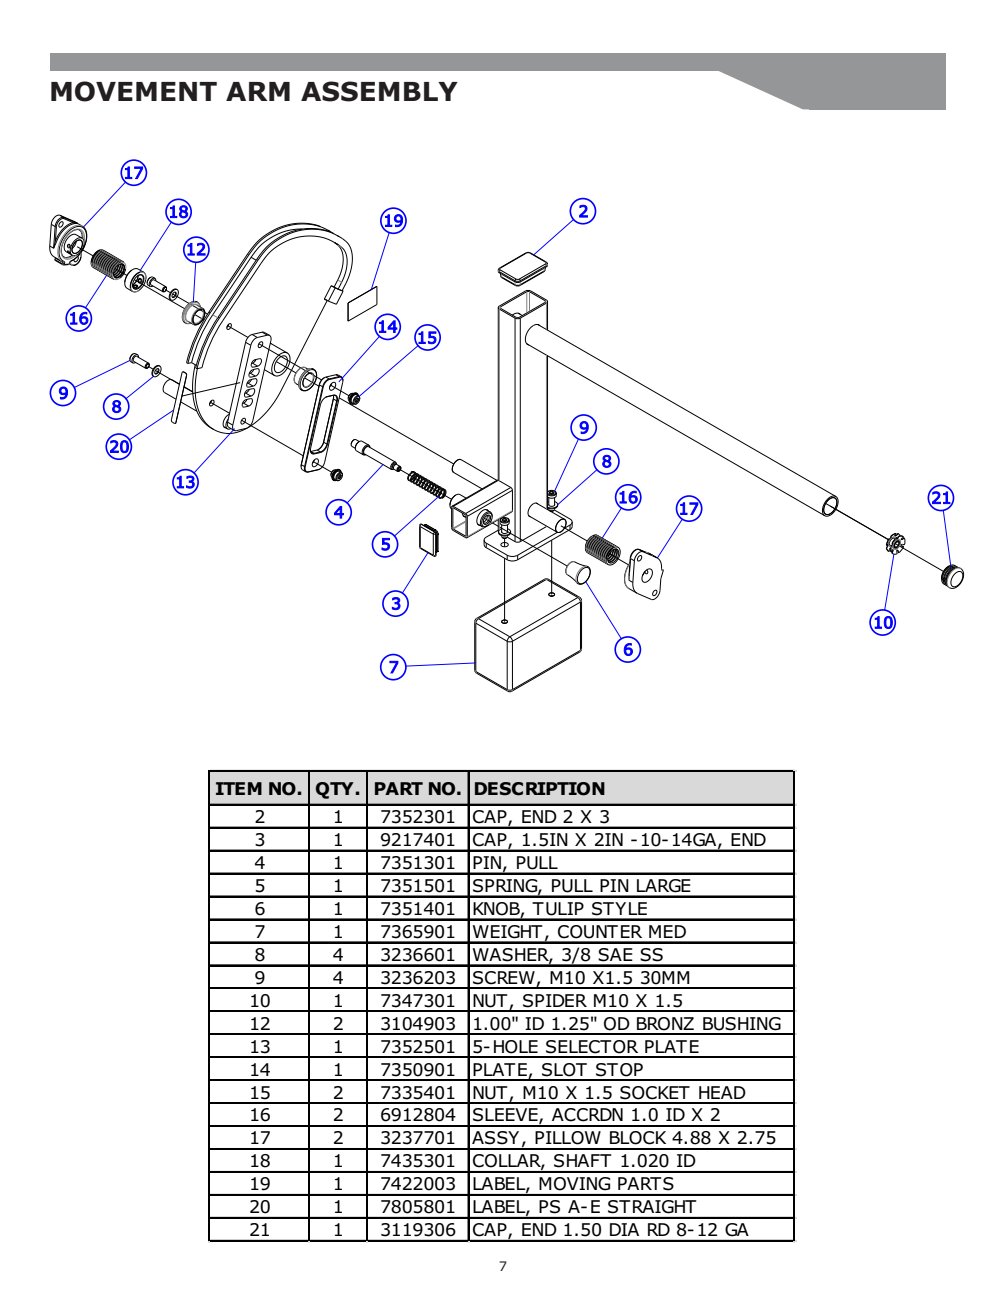 MOVEMENT ARM ASSEMBLY
17
18
19
2
12
16
14
15
9
8
9
20
8
13
16
21
4
17
5
3
10
6
7
ITEM NO. QTY. PART NO. DESCRIPTION
2 1 7352301 CAP, END 2 X 3
3 1 9217401 CAP, 1.5IN X 2IN -10-14GA, END
4 1 7351301 PIN, PULL
5 1 7351501 SPRING, PULL PIN LARGE
6 1 7351401 KNOB, TULIP STYLE
7 1 7365901 WEIGHT, COUNTER MED
8 4 3236601 WASHER, 3/8 SAE SS
9 4 3236203 SCREW, M10 X1.5 30MM
10 1 7347301 NUT, SPIDER M10 X 1.5
12 2 3104903 1.00" ID 1.25" OD BRONZ BUSHING
13 1 7352501 5-HOLE SELECTOR PLATE
14 1 7350901 PLATE, SLOT STOP
15 2 7335401 NUT, M10 X 1.5 SOCKET HEAD
16 2 6912804 SLEEVE, ACCRDN 1.0 ID X 2
17 2 3237701 ASSY, PILLOW BLOCK 4.88 X 2.75
18 1 7435301 COLLAR, SHAFT 1.020 ID
19 1 7422003 LABEL, MOVING PARTS
20 1 7805801 LABEL, PS A-E STRAIGHT
21 1 3119306 CAP, END 1.50 DIA RD 8-12 GA
7